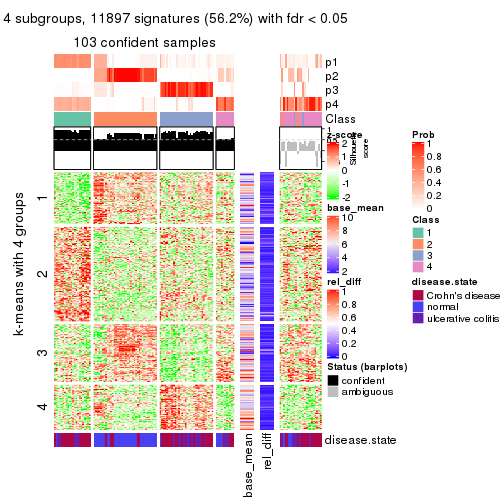 4 subgroups, 11897 signatures (56.2%) with fdr < 0.05
103 confident samples
p1
p2
p3
p4
Class
1
0.5
0
Silhouette
score
k-means with 4 groups
1
2
3
4
disease.state
base_mean
rel_diff
z-score
2
1
0
-1
-2
base_mean
10
8
6
4
2
rel_diff
1
0.8
0.6
0.4
0.2
0
Status (barplots)
confident
ambiguous
Prob
1
0.8
0.6
0.4
0.2
0
Class
1
2
3
4
disease.state
Crohn's disease
normal
ulcerative colitis